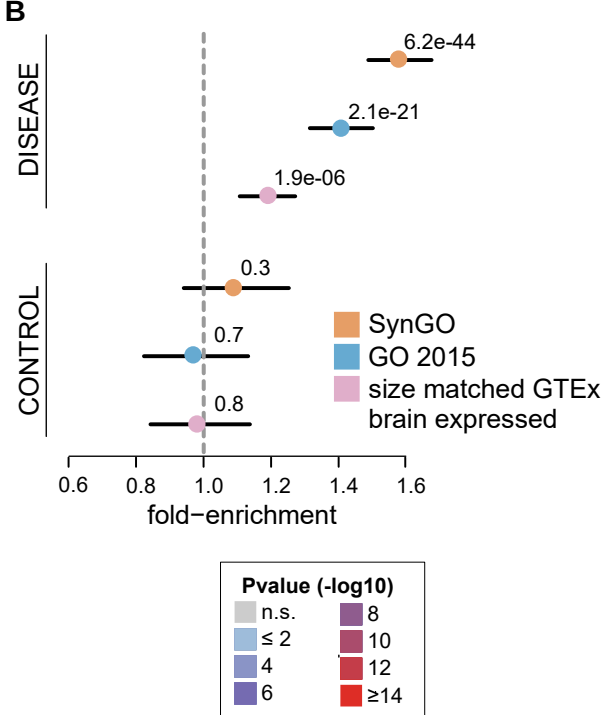 B
DISEASE
6.2e-44
2.1e-21
1.9e-06
CONTROL
0.3
0.7
0.8
SynGO
GO 2015
size matched GTEx
brain expressed
0.6 0.8 1.0 1.2 1.4 1.6
fold−enrichment
Pvalue (-log10)
n.s. 8
≤ 2 10
4 12
6 ≥14